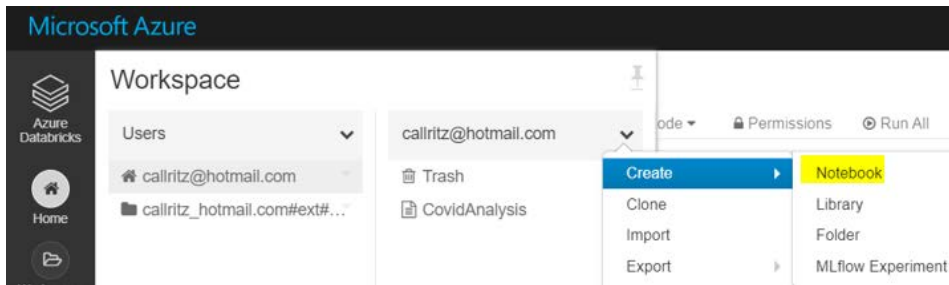 Microsoft Azure
Azure
Databricks
Home
Workspace
Users
callritz@hotmail.com
callritz_hotmail.com#ext#...
callritz@hotmail.com
Trash
CovidAnalysis
ode Permissions Run All
Create
Clone
Import
Export
Notebook
Library
Folder
MLflow Experiment